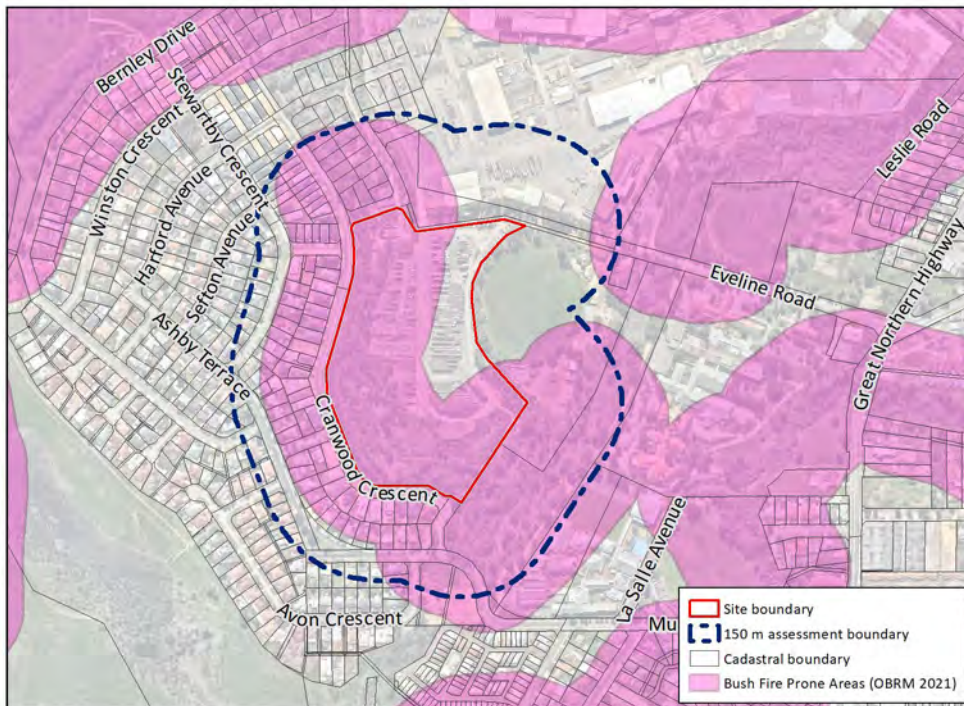 Bernley Drive
Stewartby Crescent
Winston Crescent
Harford Avenue
Sefton Avenue
Ashby Terrace
Cranwood Crescent
Avon Crescent
Leslie Road
Great Northern Highway
Eveline Road
La Salle Avenue
Mu
Site boundary
150 m assessment boundary
Cadastral boundary
Bush Fire Prone Areas (OBRM 2021)